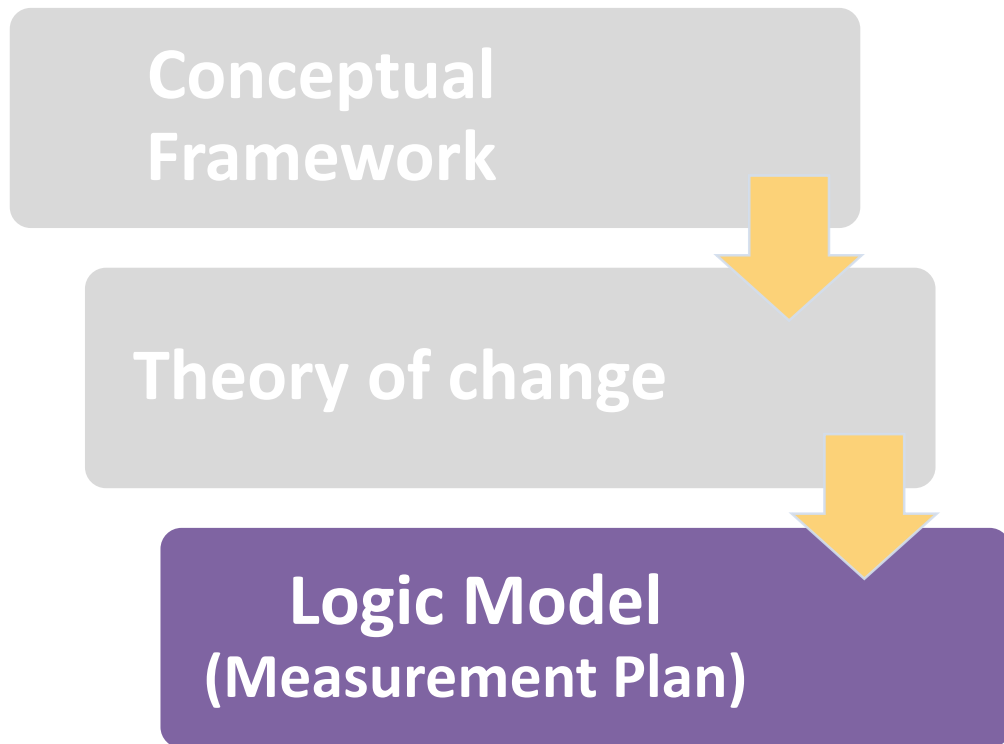 Conceptual
Framework
Theory of change
Logic Model
(Measurement Plan)